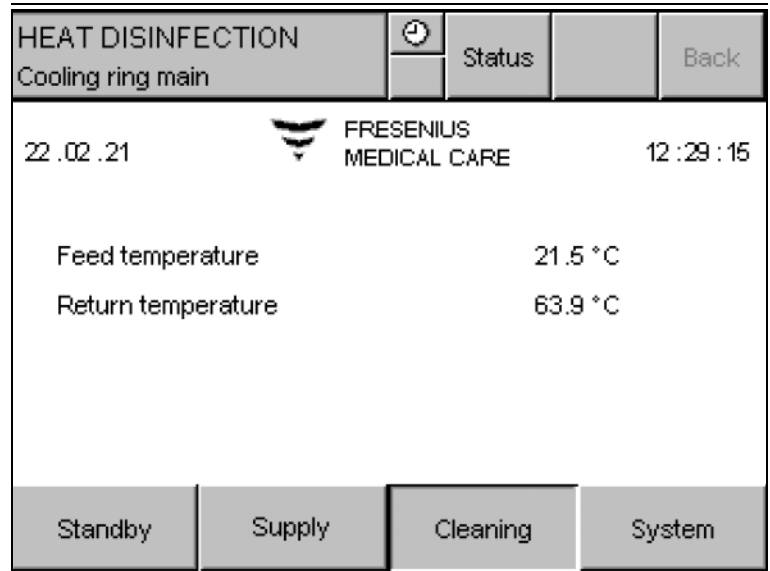 HEAT DISINFECTION
Cooling ring main
Status
Back
22.02.21
FRESENIUS
MEDICAL CARE
12:29:15
Feed temperature 21.5 °C
Return temperature 63.9 °C
Standby
Supply
Cleaning
System